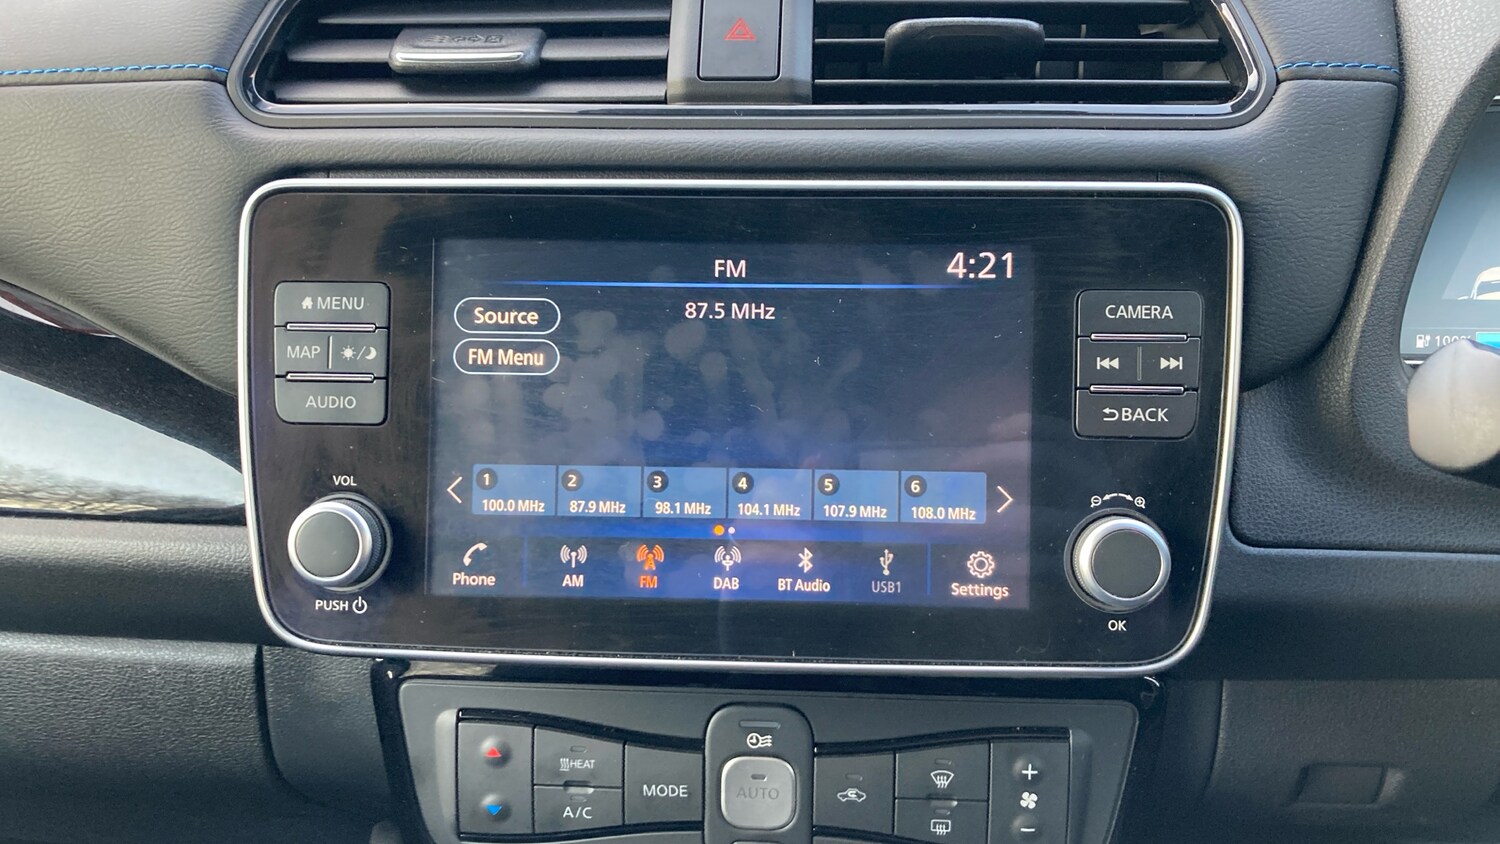 FM
4:21
87.5 MHz
Source
FM Menu
1
100.0 MHz
2
87.9 MHz
3
98.1 MHz
4
104.1 MHz
5
107.9 MHz
6
108.0 MHz
Phone
AM
FM
DAB
BT Audio
USB1
Settings
MENU
MAP
AUDIO
VOL
PUSH
CAMERA
BACK
OK
HEAT
A/C
MODE
AUTO
100%